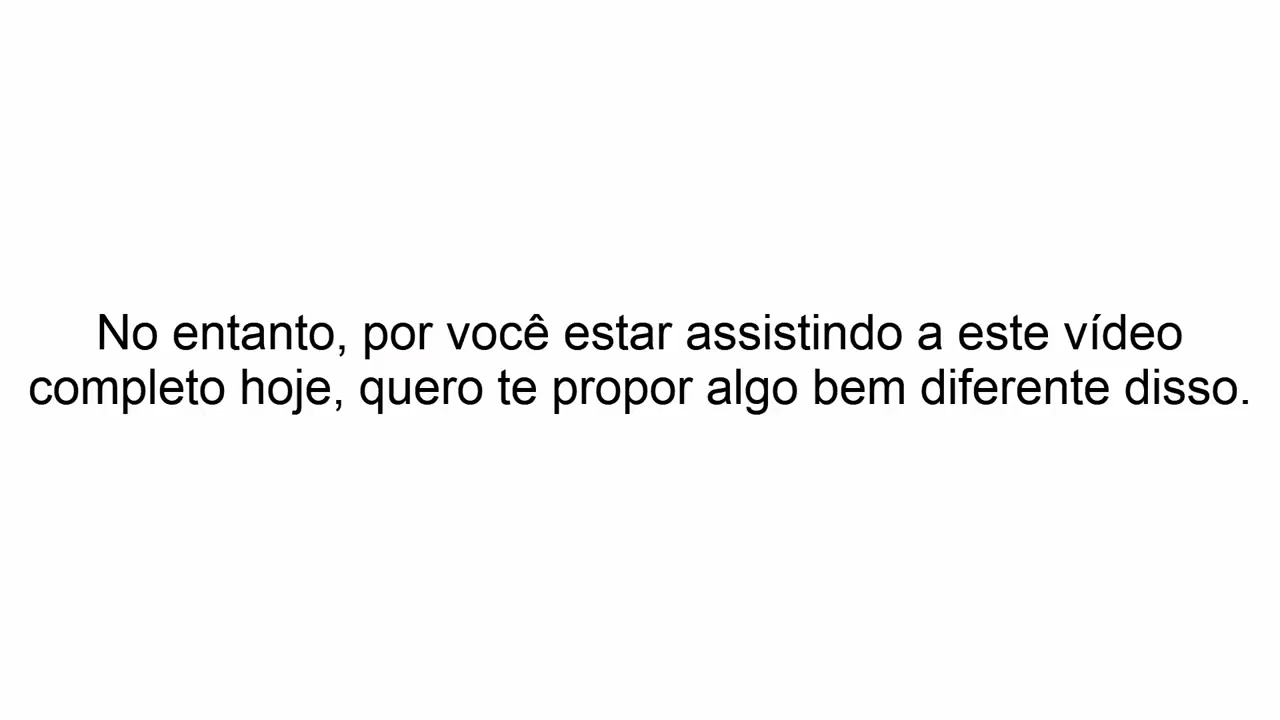 No entanto, por você estar assistindo a este vídeo
completo hoje, quero te propor algo bem diferente disso.